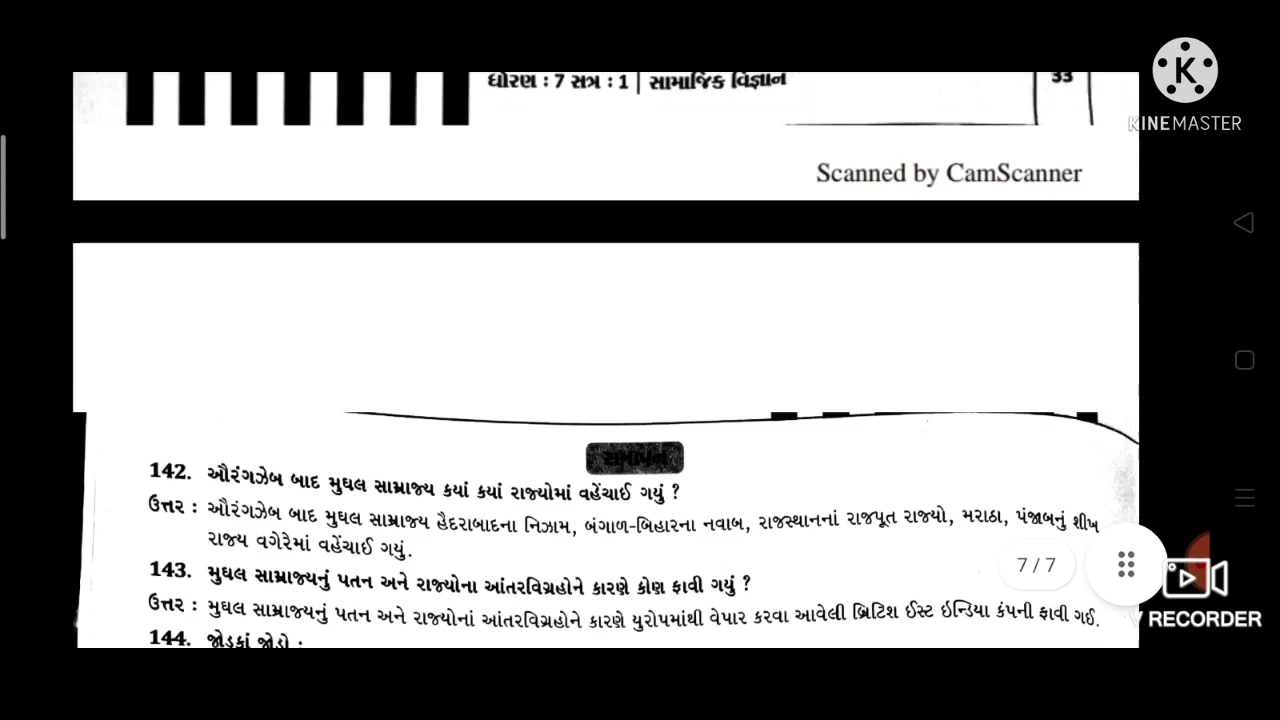 ધોરણ : 7 સત્ર : 1 | સામાજિક વિજ્ઞાન
33
KINEMASTER
Scanned by CamScanner
142. ઔરંગઝેબ બાદ મુઘલ સામ્રાજ્ય કયાં કયાં રાજ્યોમાં વહેંચાઈ ગયું ?
ઉત્તર : ઔરંગઝેબ બાદ મુઘલ સામ્રાજ્ય હૈદરાબાદના નિઝામ, બંગાળ-બિહારના નવાબ, રાજસ્થાનનાં રાજપૂત રાજ્યો, મરાઠા, પંજાબનું શીખ
રાજ્ય વગેરેમાં વહેંચાઈ ગયું.
143. મુઘલ સામ્રાજ્યનું પતન અને રાજ્યોના આંતરવિગ્રહોને કારણે કોણ ફાવી ગયું ?
7/7
ઉત્તર : મુઘલ સામ્રાજ્યનું પતન અને રાજ્યોનાં આંતરવિગ્રહોને કારણે યુરોપમાંથી વેપાર કરવા આવેલી બ્રિટિશ ઈસ્ટ ઇન્ડિયા કંપની ફાવી ગઈ.
V RECORDER
144. જોડકાં જોડો :